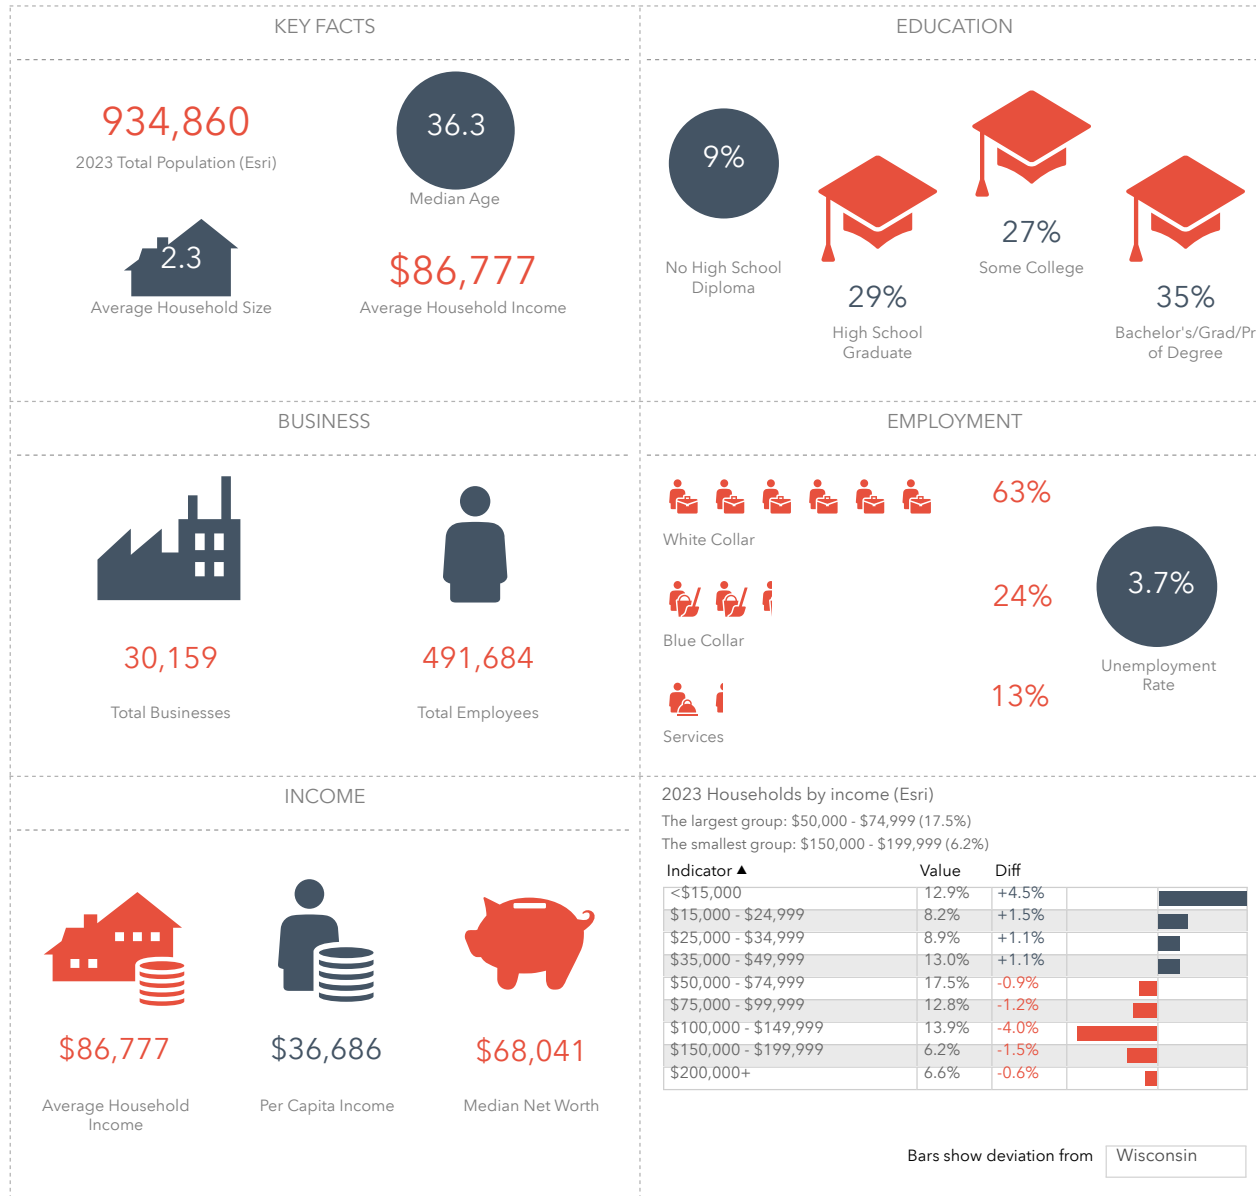 KEY FACTS
934,860
2023 Total Population (Esri)
36.3
Median Age
2.3
Average Household Size
$86,777
Average Household Income
EDUCATION
9%
No High School
Diploma
29%
High School
Graduate
27%
Some College
35%
Bachelor's/Grad/Pr
of Degree
BUSINESS
30,159
Total Businesses
491,684
Total Employees
EMPLOYMENT
63%
White Collar
24%
Blue Collar
13%
Services
3.7%
Unemployment
Rate
INCOME
$86,777
Average Household
Income
$36,686
Per Capita Income
$68,041
Median Net Worth
2023 Households by income (Esri)
The largest group: $50,000 - $74,999 (17.5%)
The smallest group: $150,000 - $199,999 (6.2%)
Indicator ▲ Value Diff
<$15,000 12.9% +4.5%
$15,000 - $24,999 8.2% +1.5%
$25,000 - $34,999 8.9% +1.1%
$35,000 - $49,999 13.0% +1.1%
$50,000 - $74,999 17.5% -0.9%
$75,000 - $99,999 12.8% -1.2%
$100,000 - $149,999 13.9% -4.0%
$150,000 - $199,999 6.2% -1.5%
$200,000+ 6.6% -0.6%
Bars show deviation from Wisconsin